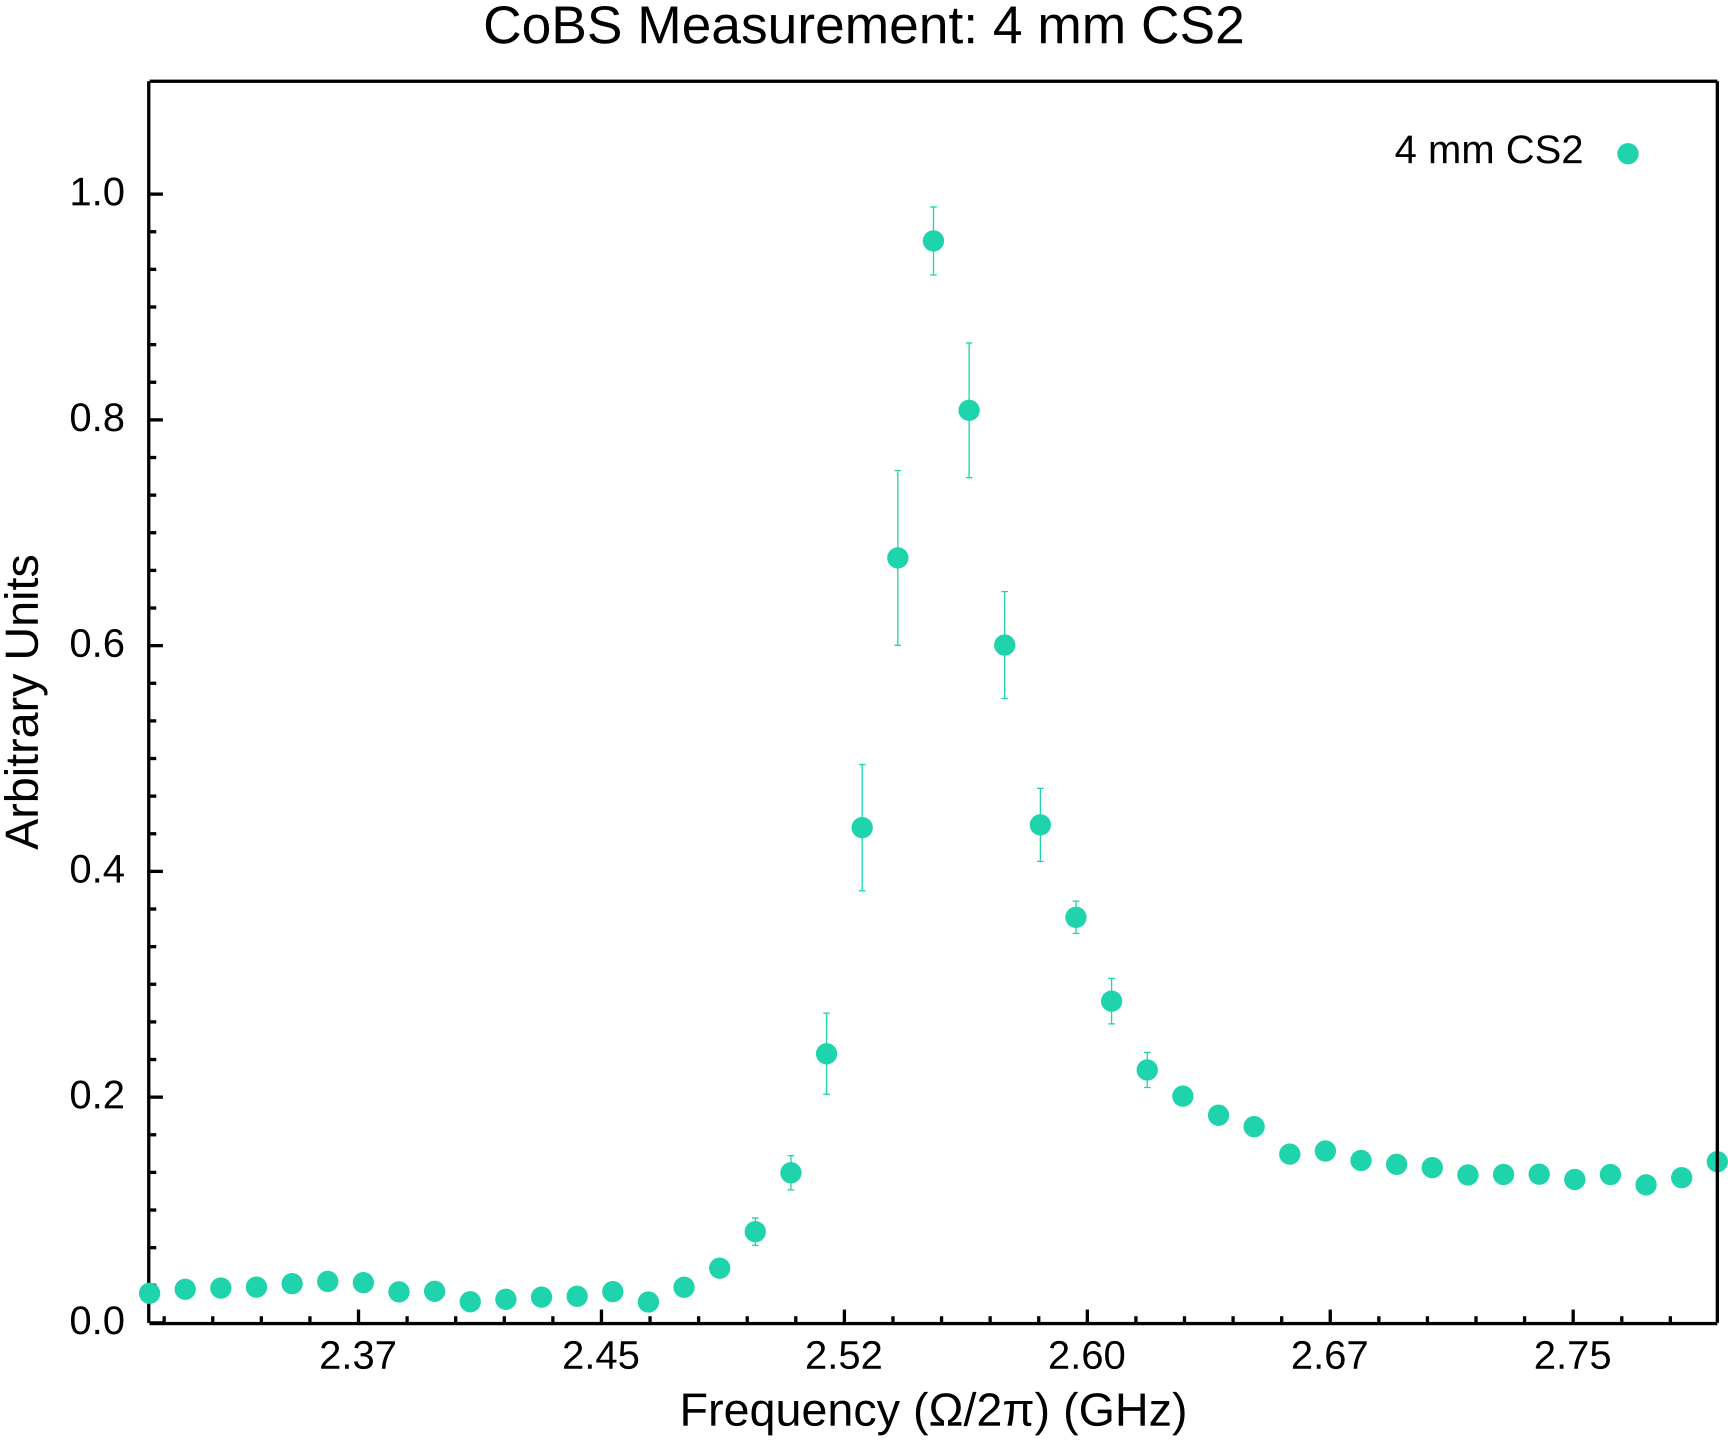 CoBS Measurement: 4 mm CS2
4 mm CS2
1.0
0.8
0.6
0.4
0.2
0.0
Arbitrary Units
2.37 2.45 2.52 2.60 2.67 2.75
Frequency (Ω/2π) (GHz)